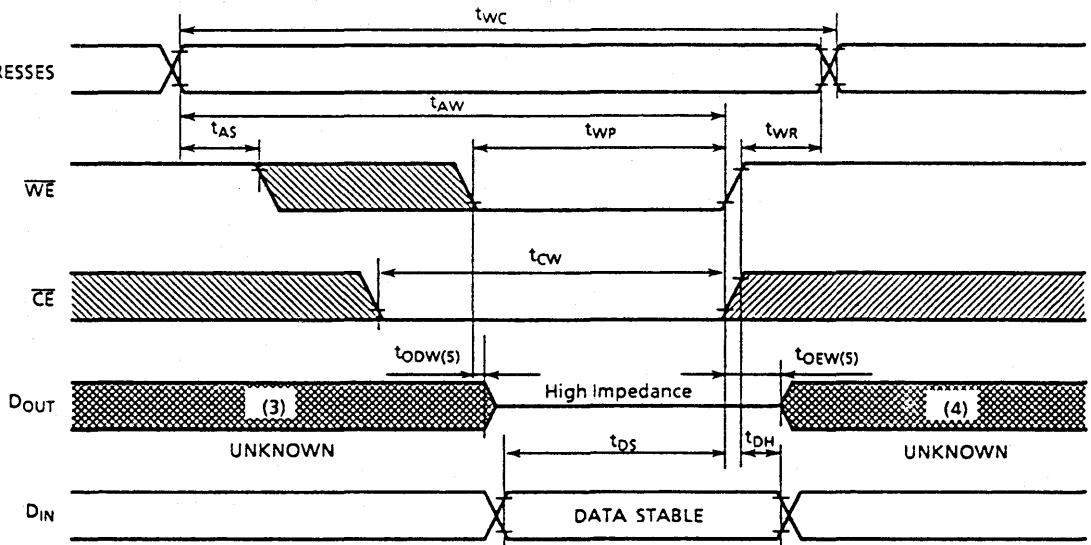 tWC
RESSES
tAW
tAS
tWP
tWR
WE
tCW
CE
tODW(5)
tOEW(5)
High Impedance
DOUT
(3)
(4)
UNKNOWN
tDS
tDH
UNKNOWN
DIN
DATA STABLE